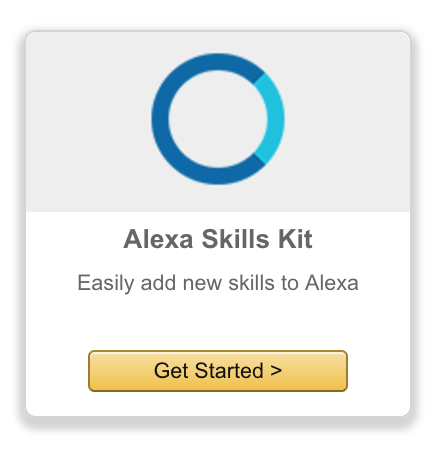 Alexa Skills Kit
Easily add new skills to Alexa
Get Started >